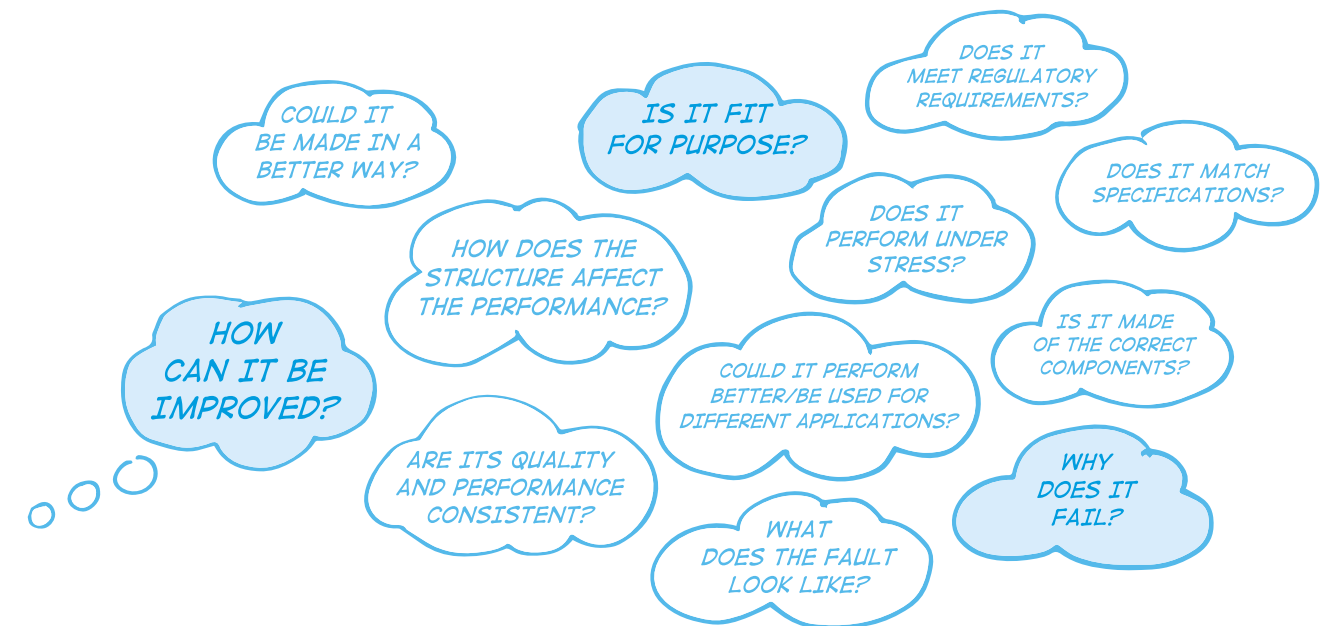 COULD IT
BE MADE IN A
BETTER WAY?
IS IT FIT
FOR PURPOSE?
DOES IT
MEET REGULATORY
REQUIREMENTS?
DOES IT MATCH
SPECIFICATIONS?
HOW DOES THE
STRUCTURE AFFECT
THE PERFORMANCE?
DOES IT
PERFORM UNDER
STRESS?
HOW
CAN IT BE
IMPROVED?
COULD IT PERFORM
BETTER/BE USED FOR
DIFFERENT APPLICATIONS?
IS IT MADE
OF THE CORRECT
COMPONENTS?
ARE ITS QUALITY
AND PERFORMANCE
CONSISTENT?
WHAT
DOES THE FAULT
LOOK LIKE?
WHY
DOES IT
FAIL?